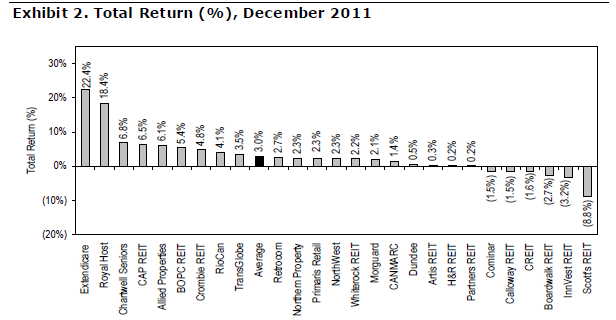 Exhibit 2. Total Return (%), December 2011
Total Return (%)
30%
20%
10%
0%
(10%)
(20%)
22.4%
18.4%
6.8%
6.5%
6.1%
5.4%
4.8%
4.1%
3.5%
3.0%
2.7%
2.3%
2.3%
2.3%
2.2%
2.1%
1.4%
0.5%
0.3%
0.2%
0.2%
(1.5%)
(1.5%)
(1.6%)
(2.7%)
(3.2%)
(8.8%)
Extendicare
Royal Host
Chartwell Seniors
CAP REIT
Allied Properties
BOPC REIT
Crombie REIT
RioCan
TransGlobe
Average
Retrocom
Northern Property
Primaris Retail
NorthWest
Whiterock REIT
Morguard
CANMARC
Dundee
Artis REIT
H&R REIT
Partners REIT
Cominar
Calloway REIT
CREIT
Boardwalk REIT
InnVest REIT
Scott's REIT